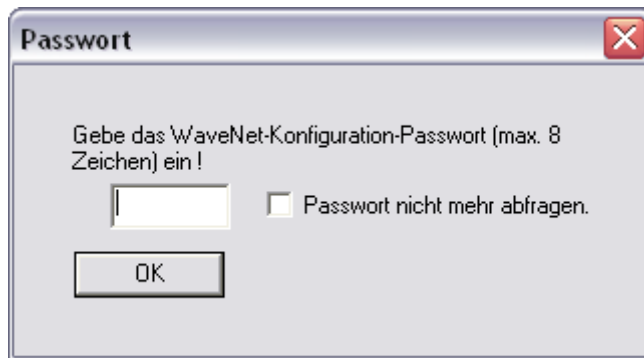 Passwort
Gebe das WaveNet-Konfiguration-Passwort (max. 8
Zeichen) ein !
Passwort nicht mehr abfragen.
OK